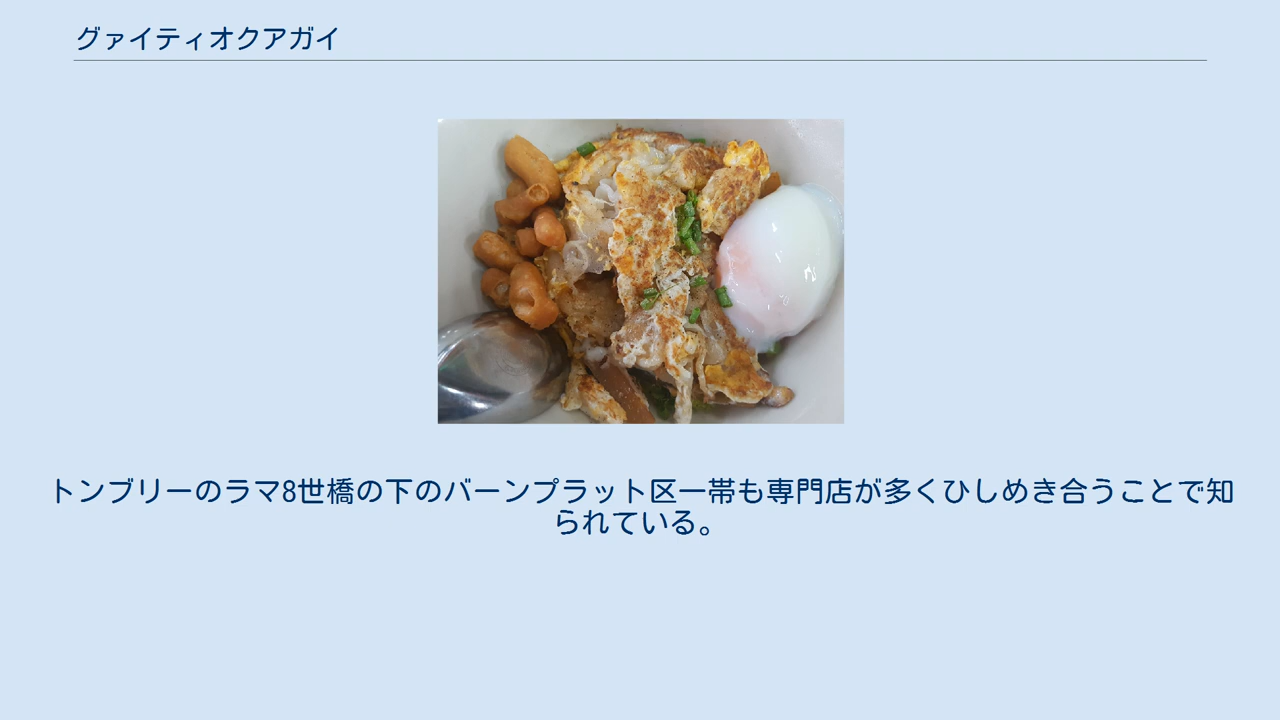 グァイティオクアガイ
トンブリーのラマ8世橋の下のバーンプラット区一帯も専門店が多くひしめき合うことで知
られている。